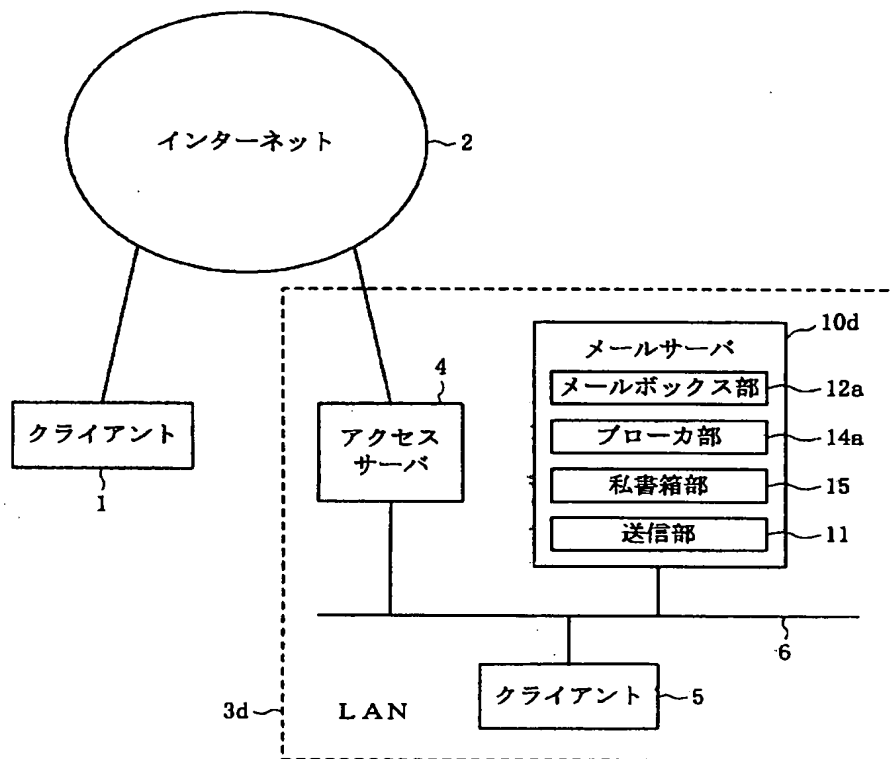 インターネット
2
10d
メールサーバ
4
メールボックス部
12a
クライアント
アクセス
サーバ
ブローカ部
14a
1
私書箱部
15
送信部
11
6
クライアント
5
3d
LAN